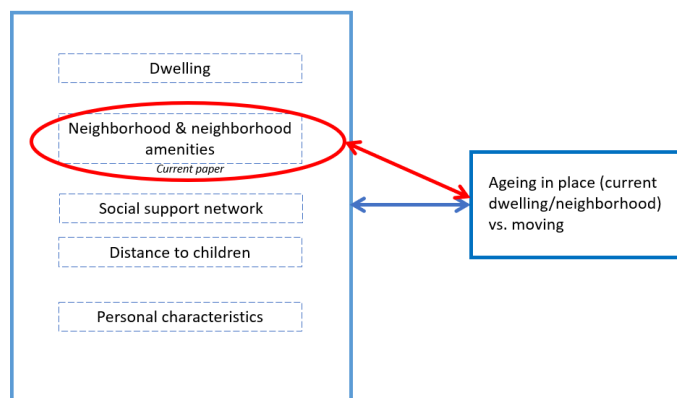 Dwelling
Neighborhood & neighborhood
amenities
Current paper
Social support network
Distance to children
Personal characteristics
Ageing in place (current
dwelling/neighborhood)
vs. moving